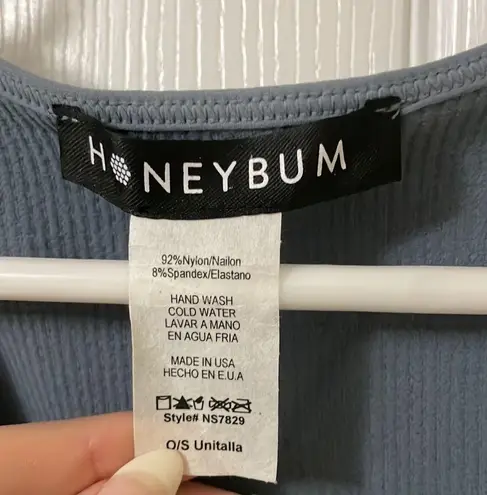 HONEYBUM
92%Nylon/Nailon
8%Spandex/Elastano
HAND WASH
COLD WATER
LAVAR A MANO
EN AGUA FRIA
MADE IN USA
HECHO EN E.U.A
Style# NS7829
O/S Unitalla